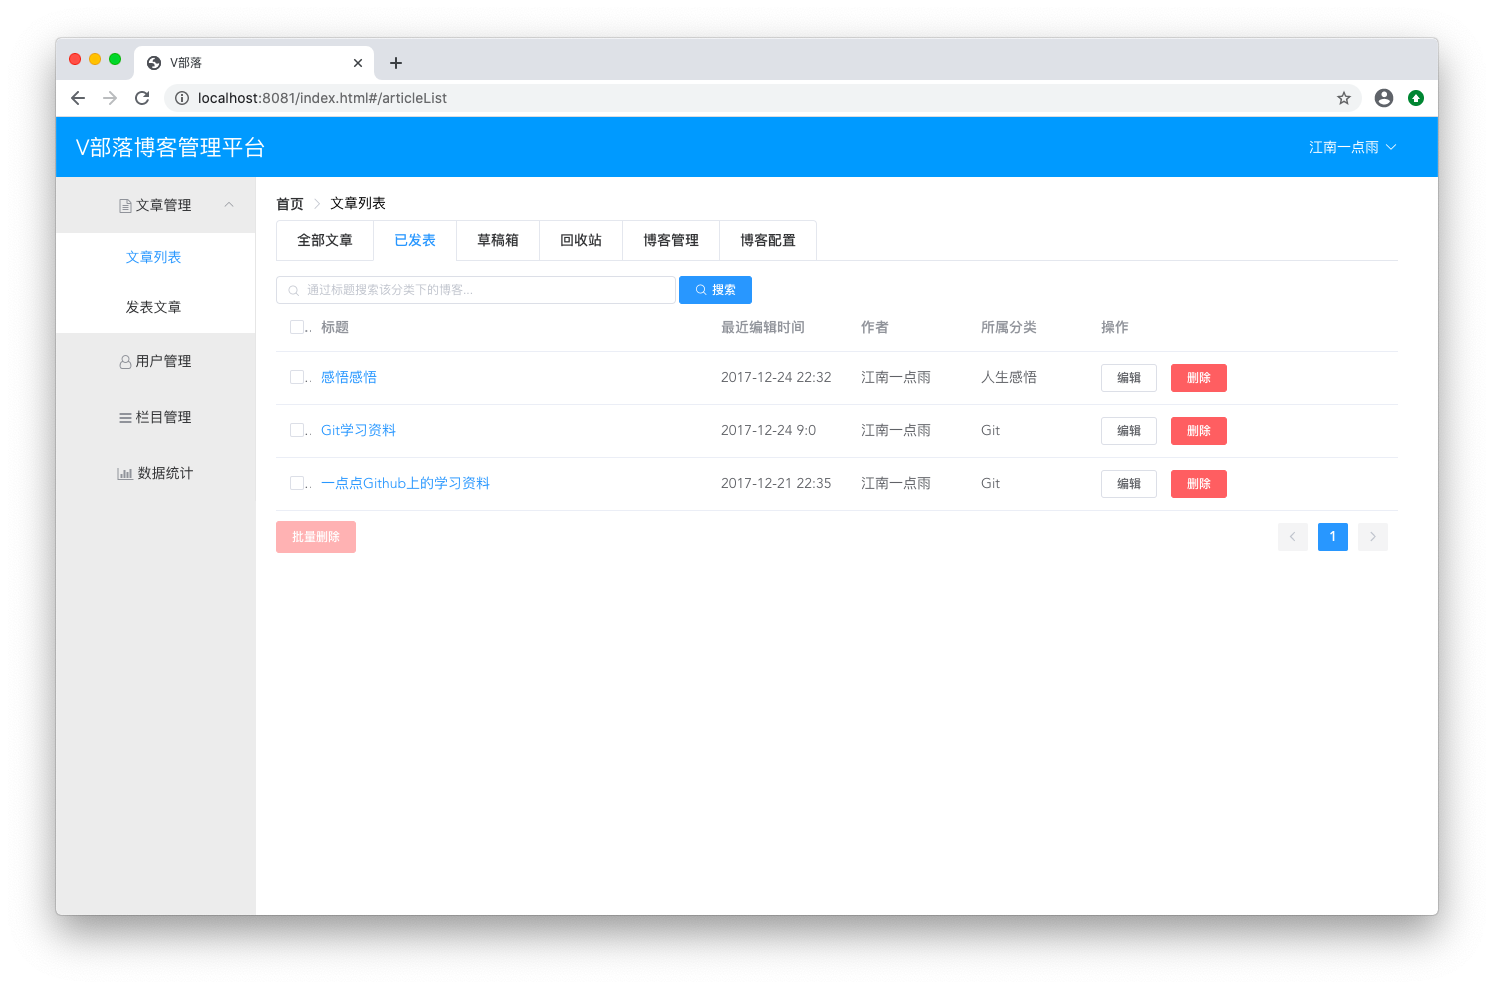 V部落
localhost:8081/index.html#/articleList
V部落博客管理平台
江南一点雨
文章管理
文章列表
发表文章
用户管理
栏目管理
数据统计
首页 文章列表
全部文章 已发表 草稿箱 回收站 博客管理 博客配置
通过标题搜索该分类下的博客... 搜索
.. 标题 最近编辑时间 作者 所属分类 操作
.. 感悟感悟 2017-12-24 22:32 江南一点雨 人生感悟 编辑 删除
.. Git学习资料 2017-12-24 9:0 江南一点雨 Git 编辑 删除
.. 一点点Github上的学习资料 2017-12-21 22:35 江南一点雨 Git 编辑 删除
批量删除 1